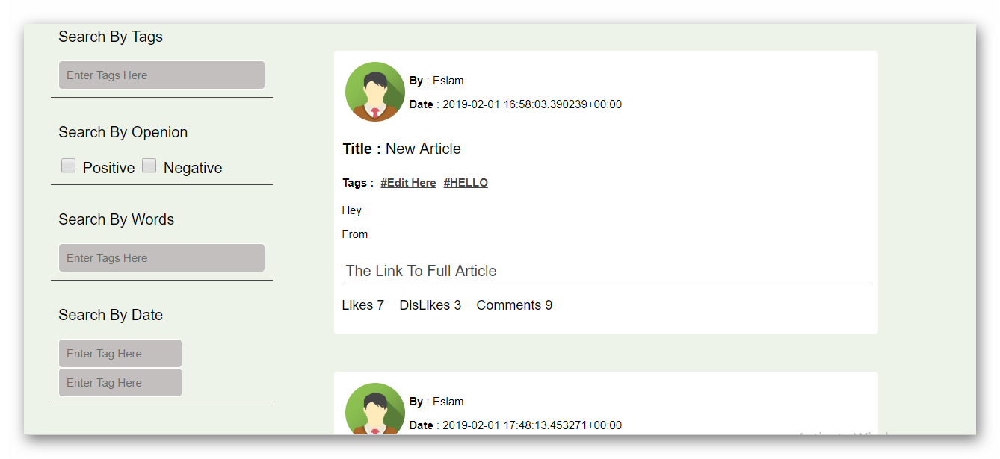 Search By Tags
Enter Tags Here
Search By Openion
Positive Negative
Search By Words
Enter Tags Here
Search By Date
Enter Tag Here
Enter Tag Here
By : Eslam
Date : 2019-02-01 16:58:03.390239+00:00
Title : New Article
Tags : #Edit Here #HELLO
Hey
From
The Link To Full Article
Likes 7 DisLikes 3 Comments 9
By : Eslam
Date : 2019-02-01 17:48:13.453271+00:00